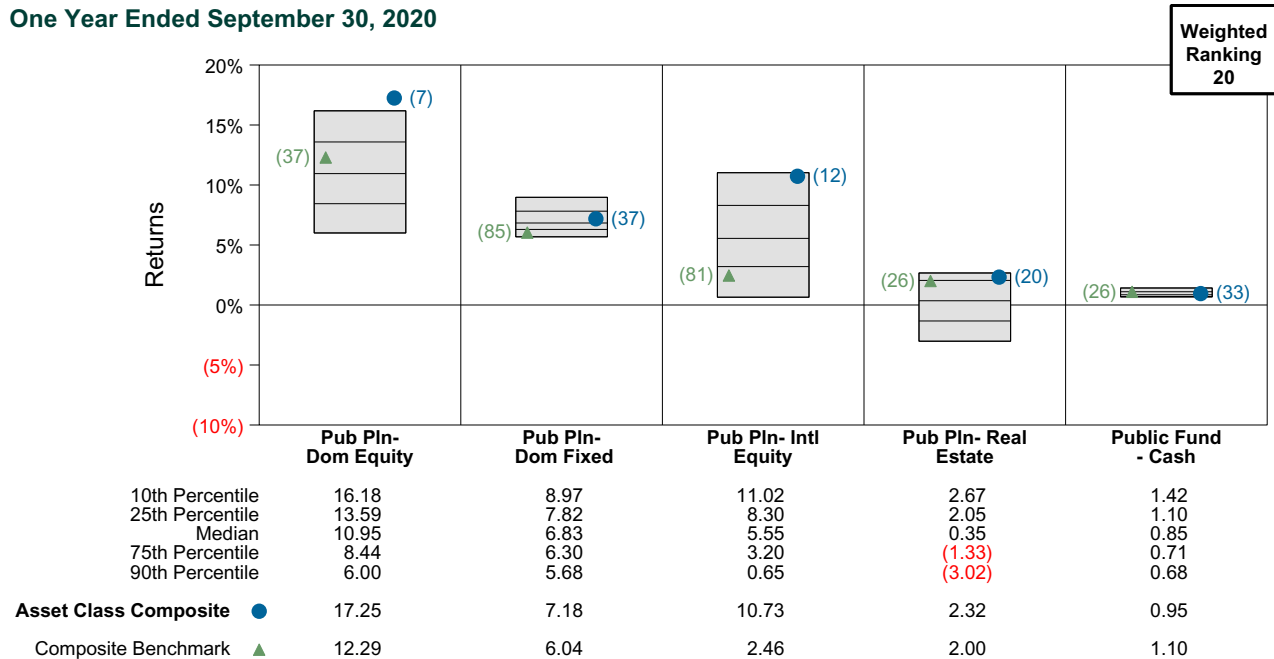 One Year Ended September 30, 2020
Weighted
Ranking
20
20%
15%
10%
5%
0%
(5%)
(10%)
Returns
(7)
(37)
(37)
(85)
(12)
(81)
(20)
(26)
(33)
(26)
Pub Pln-
Dom Equity
Pub Pln-
Dom Fixed
Pub Pln- Intl
Equity
Pub Pln- Real
Estate
Public Fund
- Cash
10th Percentile 16.18 8.97 11.02 2.67 1.42
25th Percentile 13.59 7.82 8.30 2.05 1.10
Median 10.95 6.83 5.55 0.35 0.85
75th Percentile 8.44 6.30 3.20 (1.33) 0.71
90th Percentile 6.00 5.68 0.65 (3.02) 0.68
Asset Class Composite 17.25 7.18 10.73 2.32 0.95
Composite Benchmark 12.29 6.04 2.46 2.00 1.10